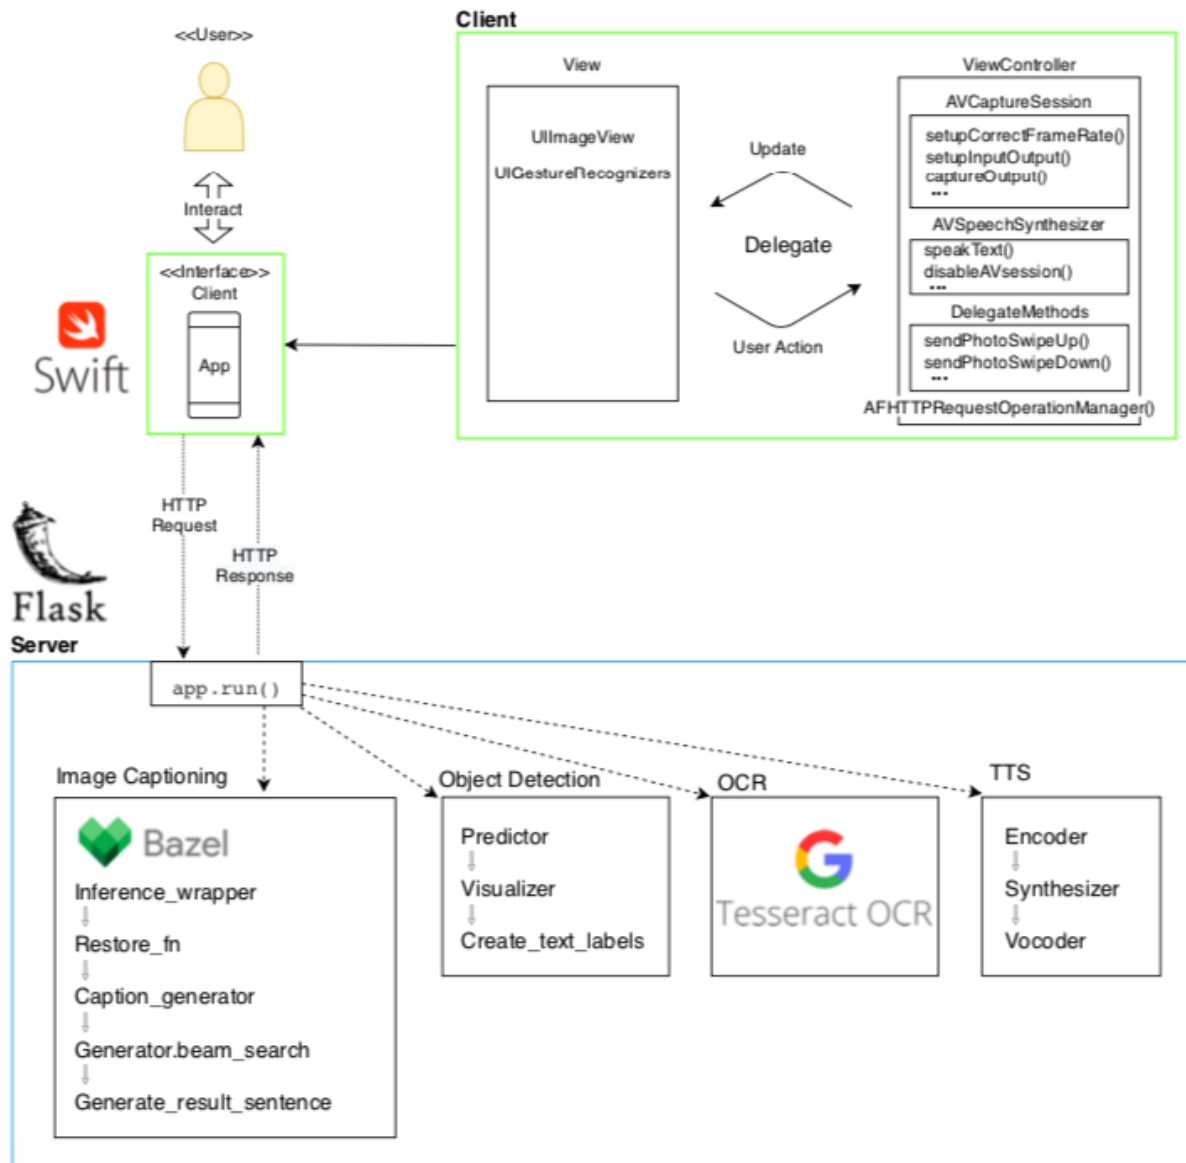 Client
<<User>>
View
ViewController
AVCaptureSession
UIImageView
UIGestureRecognizers
Update
setupCorrectFrameRate()
setupInputOutput()
captureOutput()
...
Interact
Delegate
AVSpeechSynthesizer
speakText()
disableAVsession()
...
<<Interface>>
Client
App
Swift
User Action
DelegateMethods
sendPhotoSwipeUp()
sendPhotoSwipeDown()
...
AFHTTPRequestOperationManager()
HTTP
Request
HTTP
Response
Flask
Server
app.run()
Image Captioning
Bazel
Inference_wrapper
Restore_fn
Caption_generator
Generator.beam_search
Generate_result_sentence
Object Detection
Predictor
Visualizer
Create_text_labels
OCR
Tesseract OCR
TTS
Encoder
Synthesizer
Vocoder